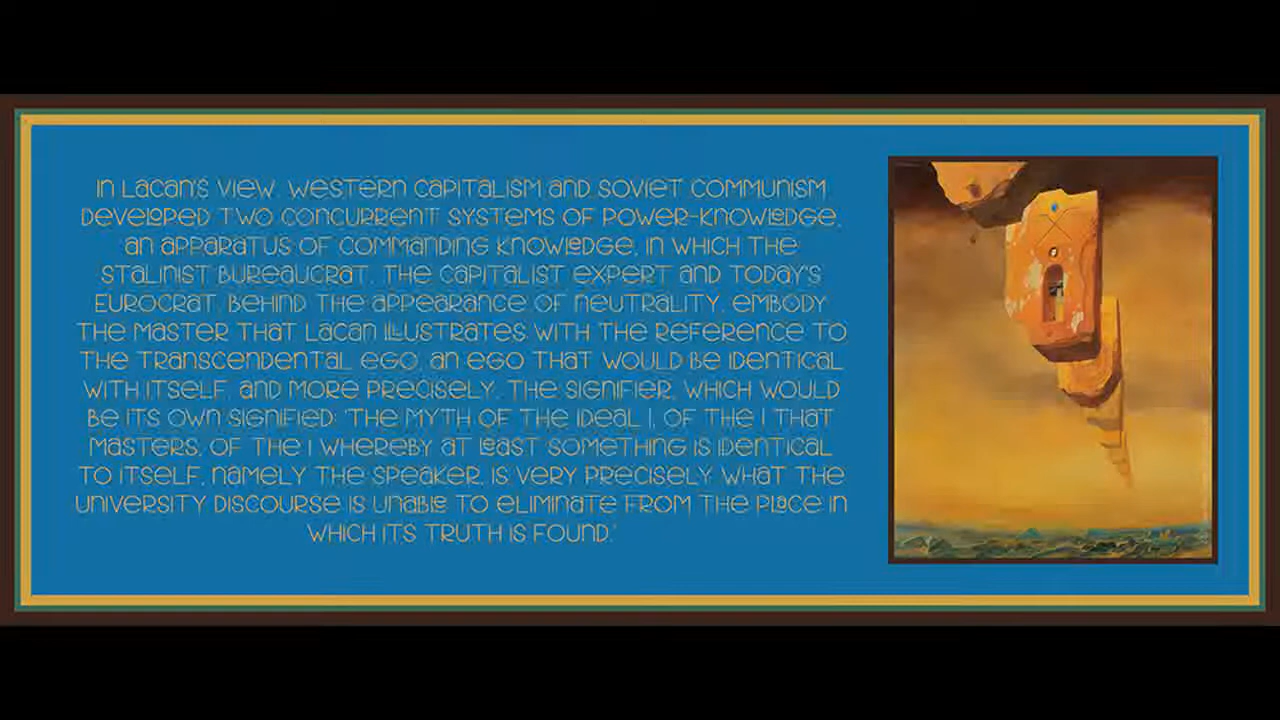 In Lacan's view, Western capitalism and Soviet communism
developed two concurrent systems of power-knowledge,
an apparatus of commanding knowledge, in which the
Stalinist bureaucrat, the capitalist expert and today's
Eurocrat, behind the appearance of neutrality, embody
the master that Lacan illustrates with the reference to
the transcendental ego, an ego that would be identical
with itself, and more precisely, the signifier, which would
be its own signified: 'The myth of the ideal I, of the I that
masters, of the I whereby at least something is identical
to itself, namely the speaker, is very precisely what the
university discourse is unable to eliminate from the place in
which its truth is found.'